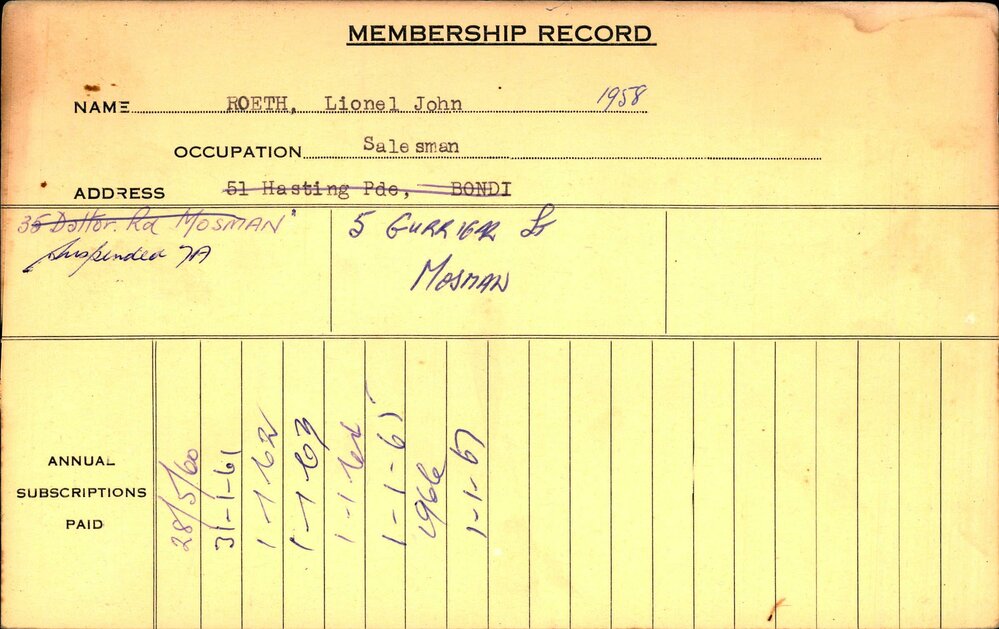 MEMBERSHIP RECORD
NAME ROETH, Lionel John 1958
OCCUPATION Salesman
ADDRESS 51 Hasting Pde, BONDI
35 Rd MOSMAN
Suspended
5 GURRIGAR St
MOSMAN
ANNUAL
SUBSCRIPTIONS
PAID
28/5/60
31-1-61
1-1-62
1-1-63
1-1-64
1-1-65
1966
1-1-67